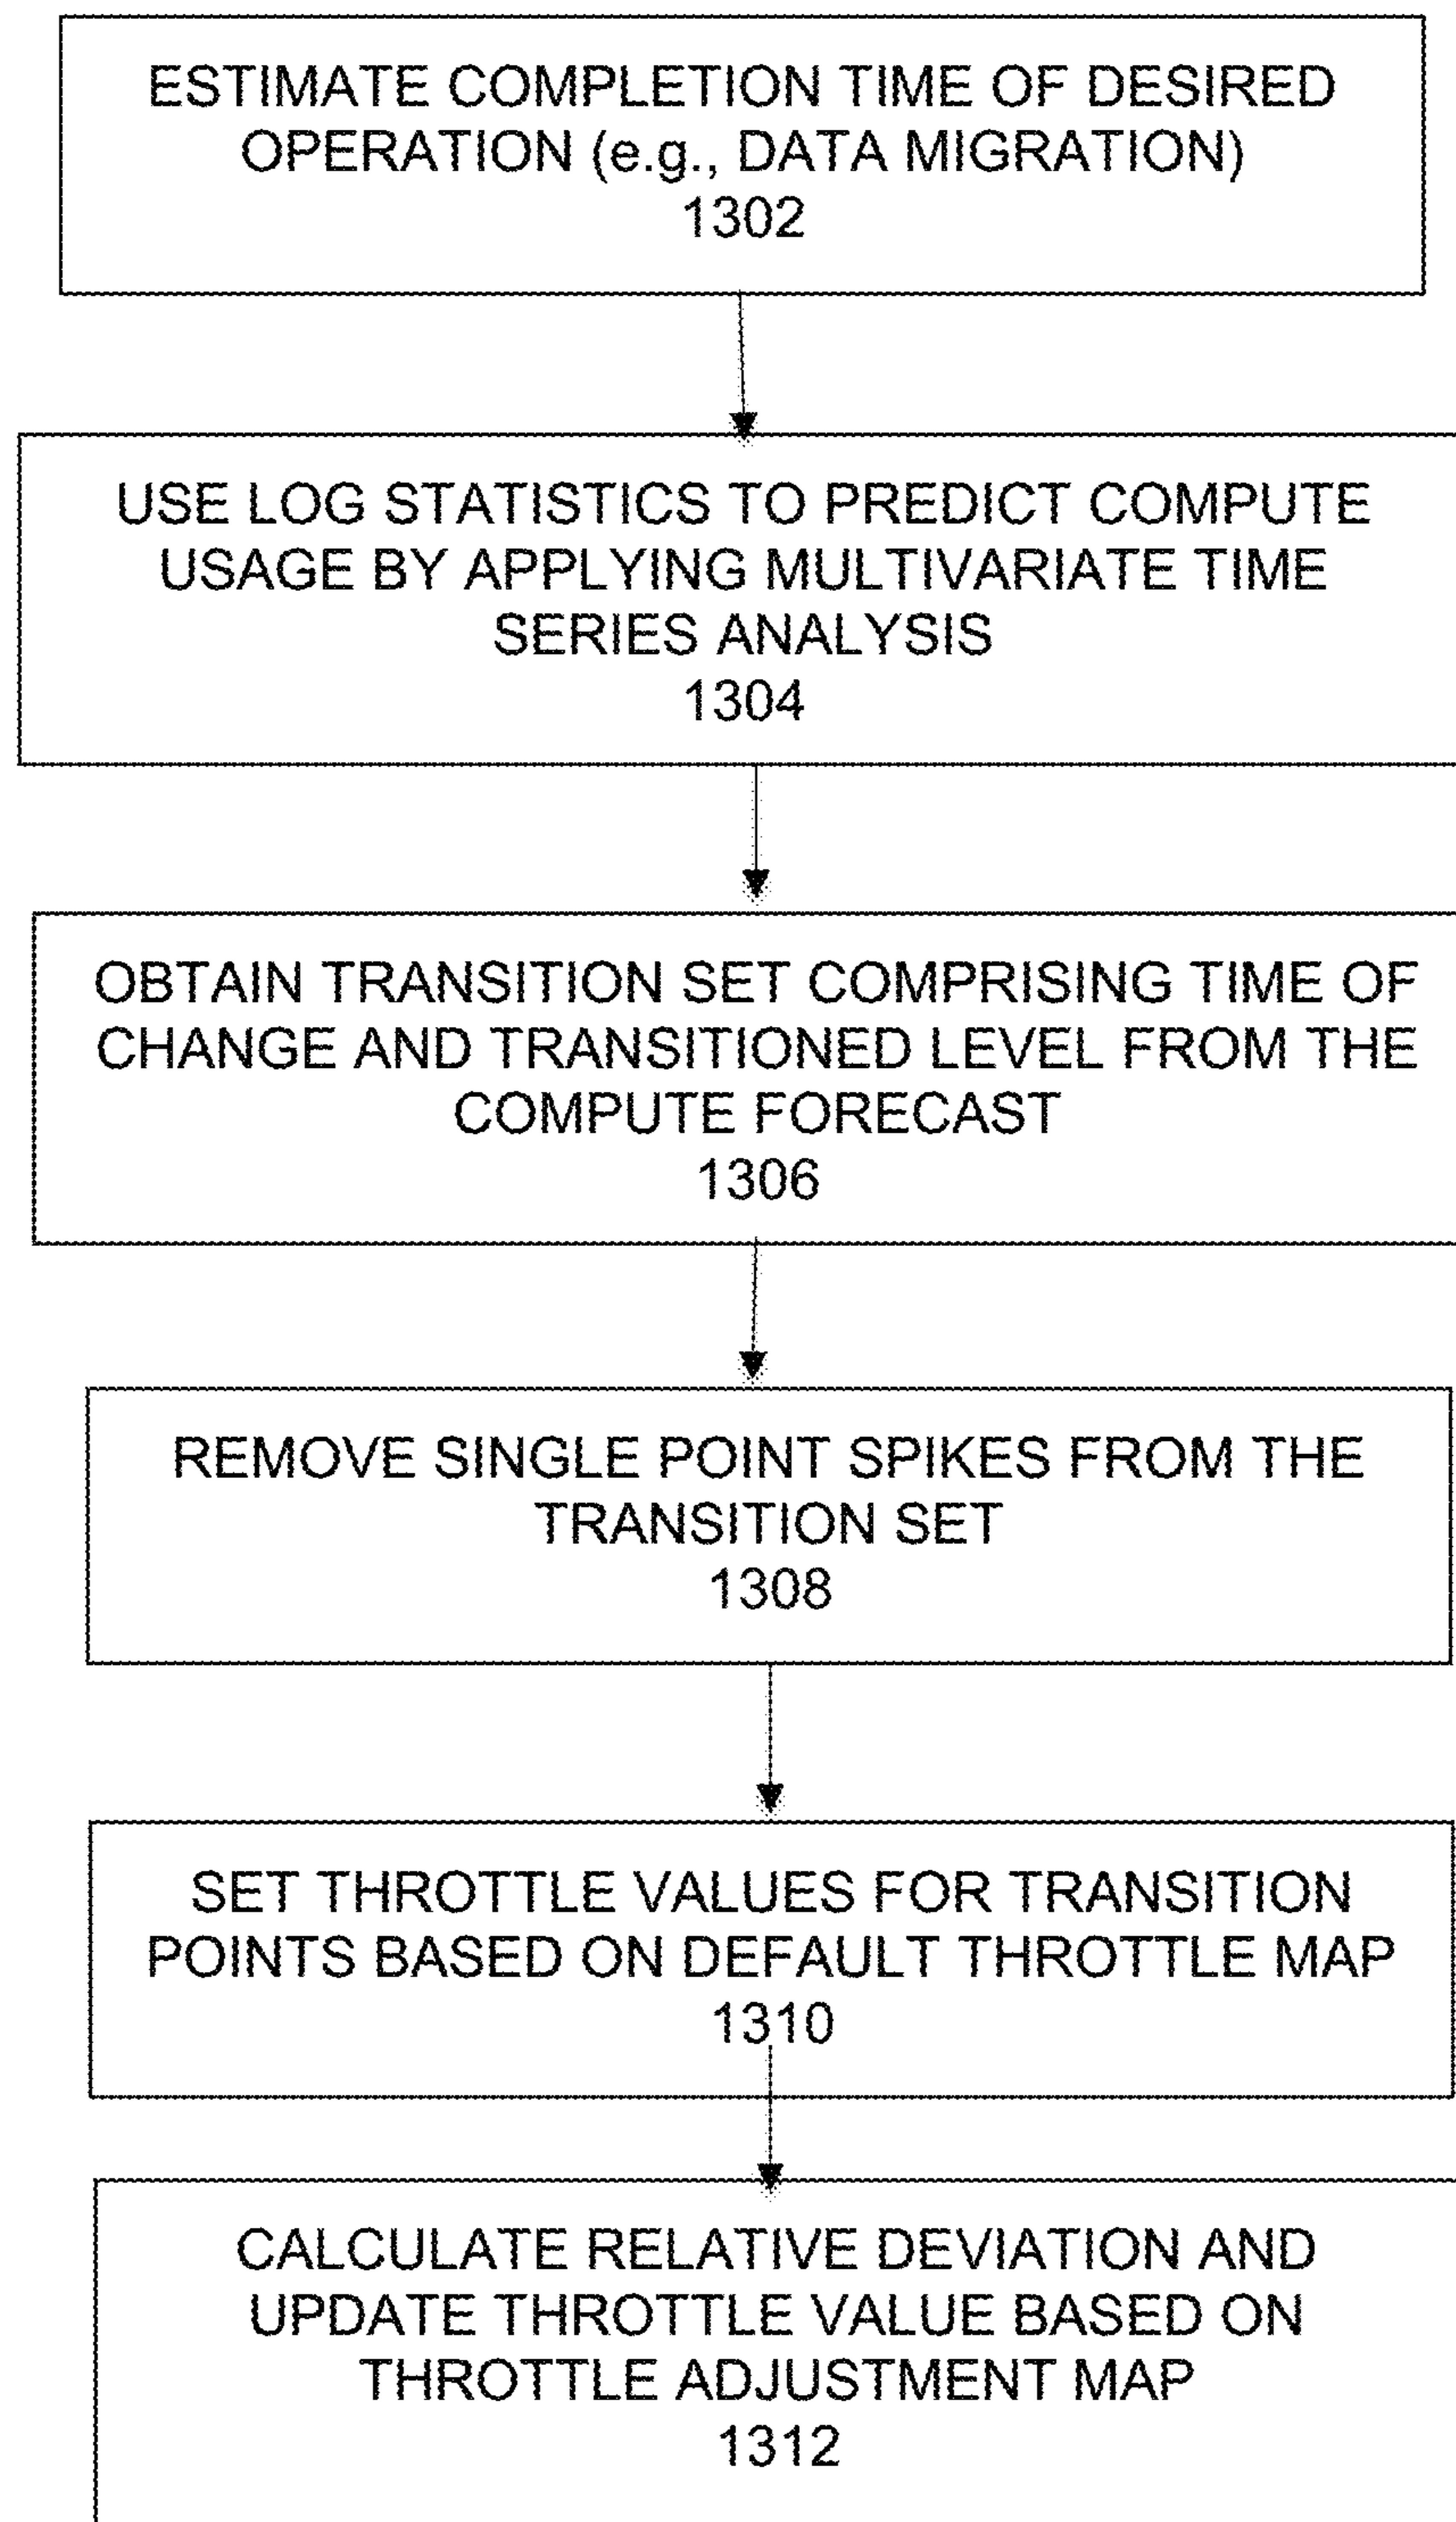 ESTIMATE COMPLETION TIME OF DESIRED
OPERATION (e.g., DATA MIGRATION)
1302
USE LOG STATISTICS TO PREDICT COMPUTE
USAGE BY APPLYING MULTIVARIATE TIME
SERIES ANALYSIS
1304
OBTAIN TRANSITION SET COMPRISING TIME OF
CHANGE AND TRANSITIONED LEVEL FROM THE
COMPUTE FORECAST
1306
REMOVE SINGLE POINT SPIKES FROM THE
TRANSITION SET
1308
SET THROTTLE VALUES FOR TRANSITION
POINTS BASED ON DEFAULT THROTTLE MAP
1310
CALCULATE RELATIVE DEVIATION AND
UPDATE THROTTLE VALUE BASED ON
THROTTLE ADJUSTMENT MAP
1312